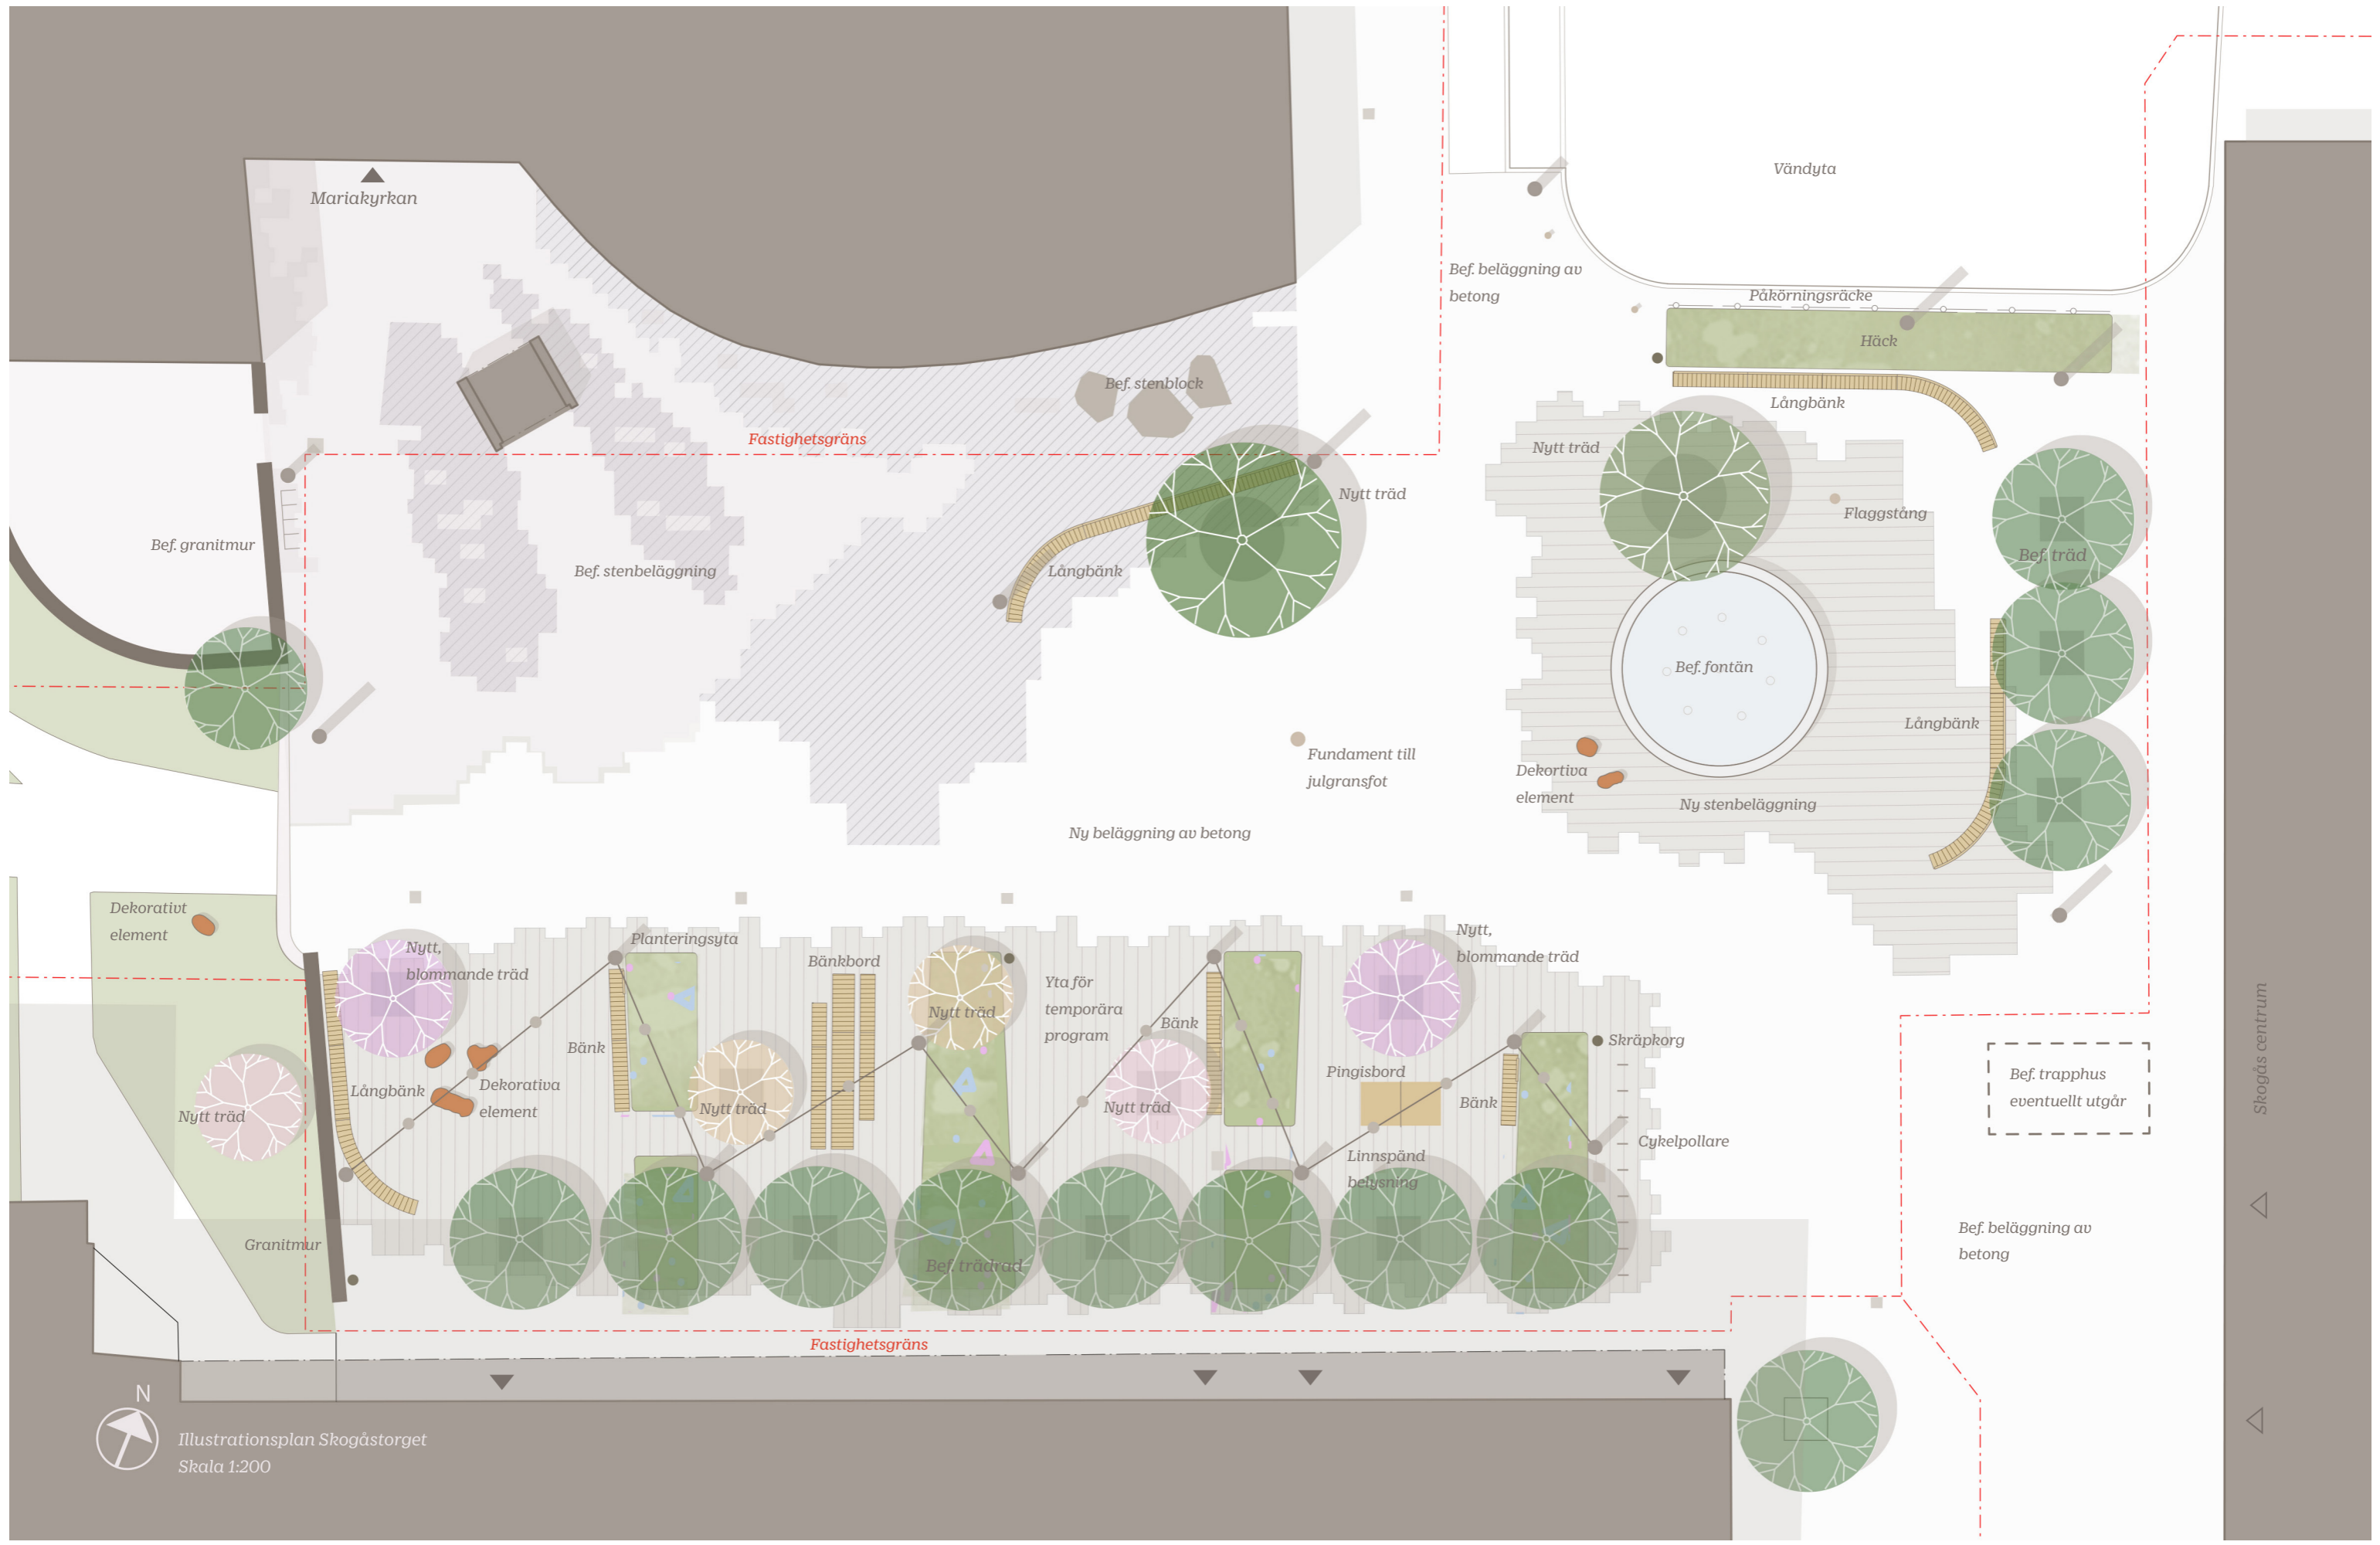 Mariakyrkan
Vändyta
Bef. beläggning av
betong
Påkörningsräcke
Häck
Långbänk
Bef. stenblock
Fastighetsgräns
Nytt träd
Nytt träd
Flaggstång
Bef. träd
Bef. granitmur
Bef. stenbeläggning
Långbänk
Bef. fontän
Långbänk
Fundament till
julgransfot
Dekortiva
element
Ny stenbeläggning
Ny beläggning av betong
Dekorativt
element
Nytt,
blommande träd
Planteringsyta
Bänkbord
Nytt träd
Yta för
temporära
program
Bänk
Nytt,
blommande träd
Skräpkorg
Bänk
Pingisbord
Bänk
Långbänk
Dekorativa
element
Nytt träd
Nytt träd
Nytt träd
Cykelpollare
Linnspänd
belysning
Granitmur
Bef. trädrad
Bef. trapphus
eventuellt utgår
Skogås centrum
Bef. beläggning av
betong
Fastighetsgräns
N
Illustrationsplan Skogåstorget
Skala 1:200